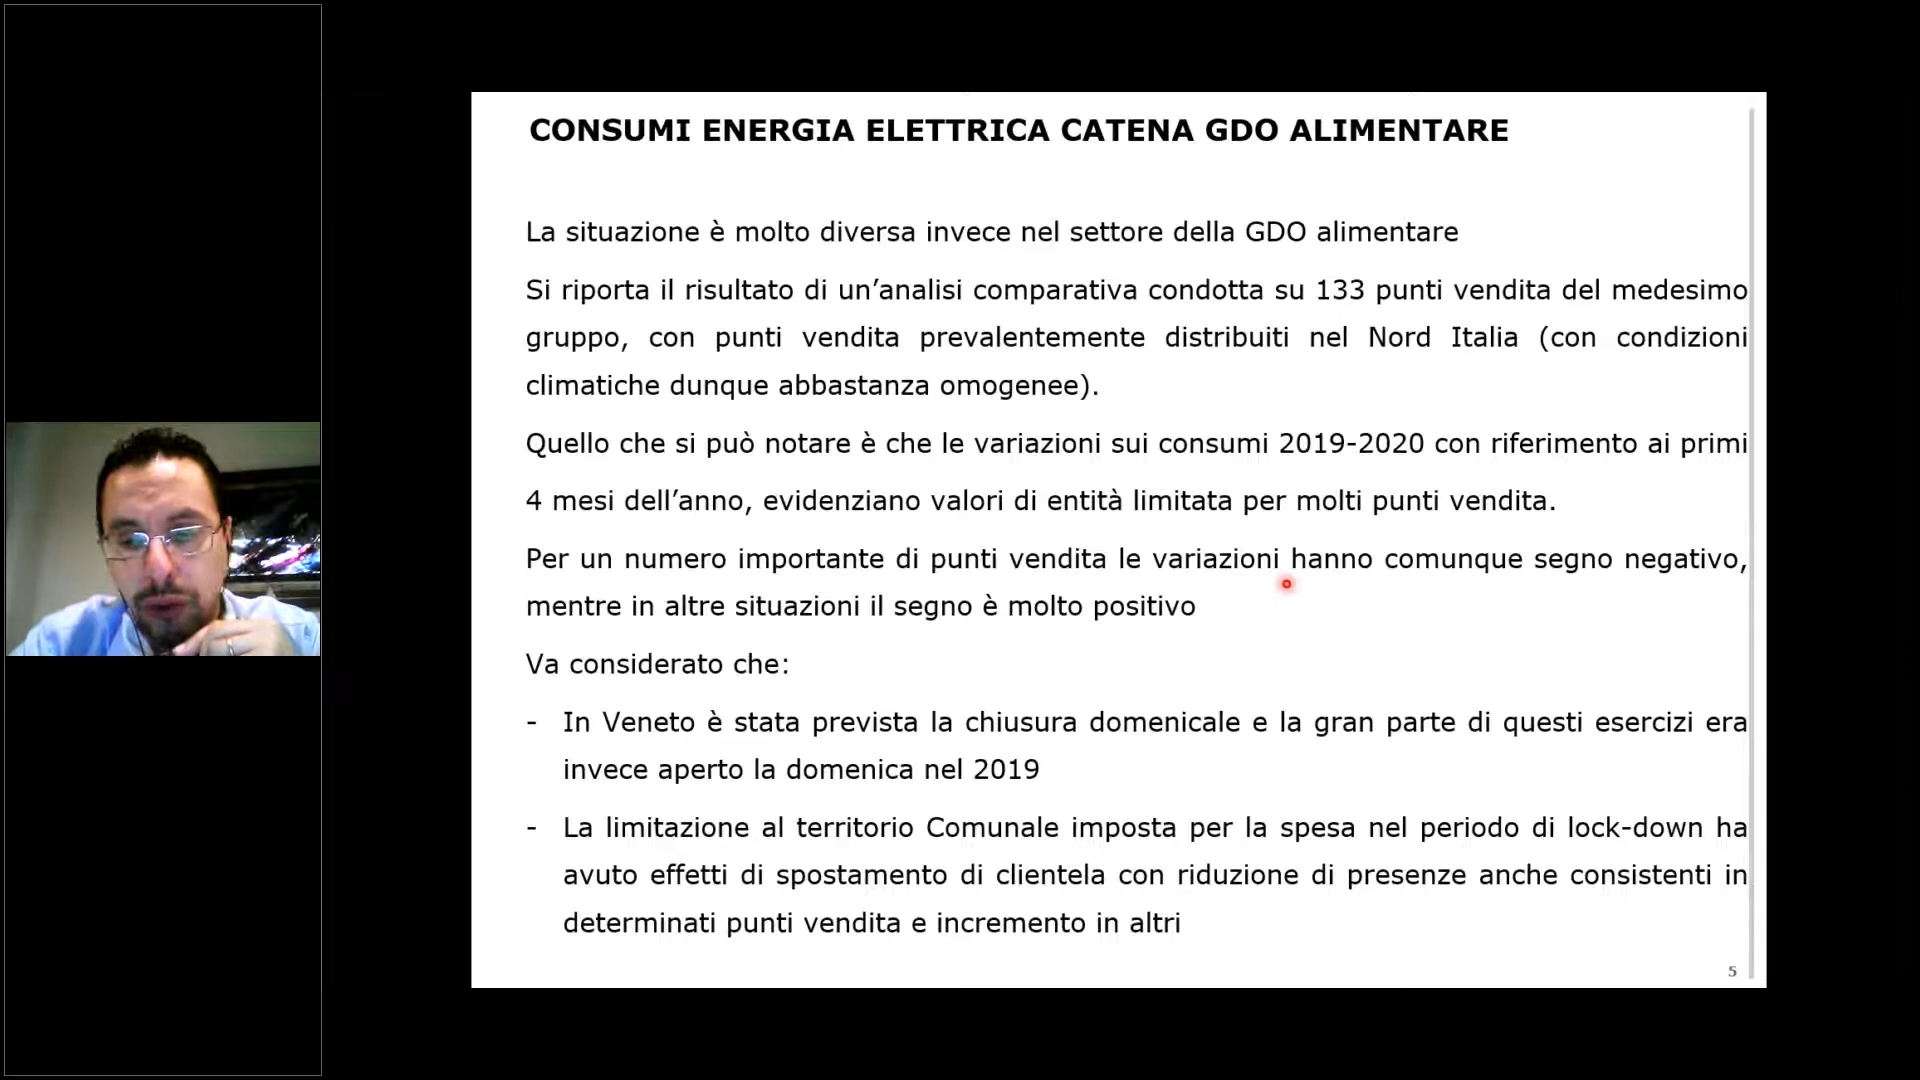 CONSUMI ENERGIA ELETTRICA CATENA GDO ALIMENTARE
La situazione è molto diversa invece nel settore della GDO alimentare
Si riporta il risultato di un’analisi comparativa condotta su 133 punti vendita del medesimo
gruppo, con punti vendita prevalentemente distribuiti nel Nord Italia (con condizioni
climatiche dunque abbastanza omogenee).
Quello che si può notare è che le variazioni sui consumi 2019-2020 con riferimento ai primi
4 mesi dell’anno, evidenziano valori di entità limitata per molti punti vendita.
Per un numero importante di punti vendita le variazioni hanno comunque segno negativo,
mentre in altre situazioni il segno è molto positivo
Va considerato che:
- In Veneto è stata prevista la chiusura domenicale e la gran parte di questi esercizi era
invece aperto la domenica nel 2019
- La limitazione al territorio Comunale imposta per la spesa nel periodo di lock-down ha
avuto effetti di spostamento di clientela con riduzione di presenze anche consistenti in
determinati punti vendita e incremento in altri
5